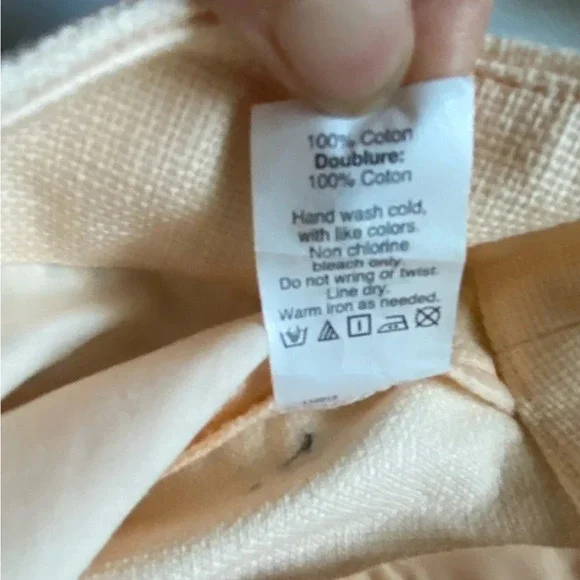 100% Coton
Doublure:
100% Coton
Hand wash cold,
with like colors.
Non chlorine
bleach only.
Do not wring or twist.
Line dry.
Warm iron as needed.